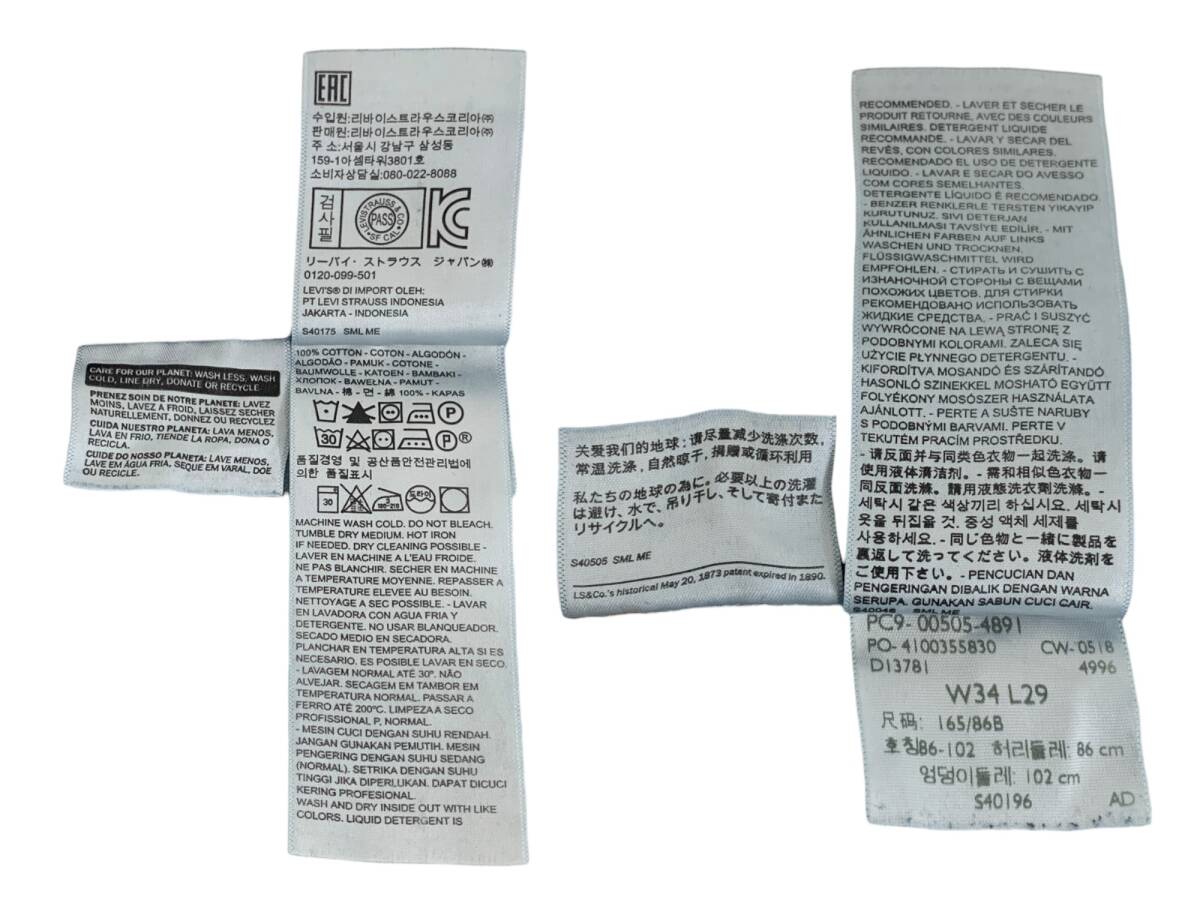 EAC
수입원:리바이스트라우스코리아㈜
판매원:리바이스트라우스코리아㈜
주 소:서울시 강남구 삼성동
159-1아셈타워3801호
소비자상담실:080-022-8088
검사필
LEVI STRAUSS & CO
PASS
SF CAL
リーバイ・ストラウス ジャパン㈱
0120-099-501
LEVI'S® DI IMPORT OLEH:
PT LEVI STRAUSS INDONESIA
JAKARTA - INDONESIA
S40175 SML ME
CARE FOR OUR PLANET: WASH LESS, WASH
COLD, LINE DRY, DONATE OR RECYCLE
PRENEZ SOIN DE NOTRE PLANETE: LAVEZ
MOINS, LAVEZ A FROID, LAISSEZ SECHER
NATURELLEMENT, DONNEZ OU RECYCLEZ
CUIDA NUESTRO PLANETA: LAVA MENOS,
LAVA EN FRIO, TIENDE LA ROPA, DONA O
RECICLA.
CUIDE DO NOSSO PLANETA: LAVE MENOS,
LAVE EM ÁGUA FRIA, SEQUE EM VARAL, DOE
OU RECICLE.
100% COTTON - COTON - ALGODÓN -
ALGODÃO - PAMUK - COTONE -
BAUMWOLLE - KATOEN - BAMBAKI -
ХЛОПОК - BAWEŁNA - PAMUT -
BAVLNA - 棉 - 면 - 綿 100% - KAPAS
P
30 P ®
품질경영 및 공산품안전관리법에
의한 품질표시
30 180~210 드라이
MACHINE WASH COLD. DO NOT BLEACH.
TUMBLE DRY MEDIUM. HOT IRON
IF NEEDED. DRY CLEANING POSSIBLE -
LAVER EN MACHINE A L'EAU FROIDE.
NE PAS BLANCHIR. SECHER EN MACHINE
A TEMPERATURE MOYENNE. REPASSER A
TEMPERATURE ELEVEE AU BESOIN.
NETTOYAGE A SEC POSSIBLE. - LAVAR
EN LAVADORA CON AGUA FRIA Y
DETERGENTE. NO USAR BLANQUEADOR.
SECADO MEDIO EN SECADORA.
PLANCHAR EN TEMPERATURA ALTA SI ES
NECESARIO. ES POSIBLE LAVAR EN SECO.
- LAVAGEM NORMAL ATÉ 30º. NÃO
ALVEJAR. SECAGEM EM TAMBOR EM
TEMPERATURA NORMAL. PASSAR A
FERRO ATÉ 200ºC. LIMPEZA A SECO
PROFISSIONAL P, NORMAL.
- MESIN CUCI DENGAN SUHU RENDAH.
JANGAN GUNAKAN PEMUTIH. MESIN
PENGERING DENGAN SUHU SEDANG
(NORMAL). SETRIKA DENGAN SUHU
TINGGI JIKA DIPERLUKAN. DAPAT DICUCI
KERING PROFESIONAL.
WASH AND DRY INSIDE OUT WITH LIKE
COLORS. LIQUID DETERGENT IS
关爱我们的地球：请尽量减少洗涤次数，
常温洗涤，自然晾干，捐赠或循环利用
私たちの地球の為に。必要以上の洗濯
は避け、水で、吊り干し、そして寄付また
リサイクルへ。
S40505 SML ME
LS&Co.'s historical May 20, 1873 patent expired in 1890.
RECOMMENDED. - LAVER ET SECHER LE
PRODUIT RETOURNE, AVEC DES COULEURS
SIMILAIRES. DETERGENT LIQUIDE
RECOMMANDE. - LAVAR Y SECAR DEL
REVÉS, CON COLORES SIMILARES.
RECOMENDADO EL USO DE DETERGENTE
LIQUIDO. - LAVAR E SECAR DO AVESSO
COM CORES SEMELHANTES.
DETERGENTE LÍQUIDO É RECOMENDADO.
- BENZER RENKLERLE TERSTEN YIKAYIP
KURUTUNUZ. SIVI DETERJAN
KULLANILMASI TAVSİYE EDİLİR. - MIT
ÄHNLICHEN FARBEN AUF LINKS
WASCHEN UND TROCKNEN.
FLÜSSIGWASCHMITTEL WIRD
EMPFOHLEN. - СТИРАТЬ И СУШИТЬ С
ИЗНАНОЧНОЙ СТОРОНЫ С ВЕЩАМИ
ПОХОЖИХ ЦВЕТОВ. ДЛЯ СТИРКИ
РЕКОМЕНДОВАНО ИСПОЛЬЗОВАТЬ
ЖИДКИЕ СРЕДСТВА. - PRAĆ I SUSZYĆ
WYWRÓCONE NA LEWĄ STRONĘ Z
PODOBNYMI KOLORAMI. ZALECA SIĘ
UŻYCIE PŁYNNEGO DETERGENTU. -
KIFORDÍTVA MOSANDÓ ÉS SZÁRÍTANDÓ
HASONLÓ SZINEKKEL MOSHATÓ EGYÜTT
FOLYÉKONY MOSÓSZER HASZNÁLATA
AJÁNLOTT. - PERTE A SUŠTE NARUBY
S PODOBNÝMI BARVAMI. PERTE V
TEKUTÉM PRACÍM PROSTŘEDKU.
- 请反面并与同类色衣物一起洗涤。请
使用液体清洁剂。- 需和相似色衣物一
同反面洗滌。請用液態洗衣劑洗滌。-
세탁시 같은 색상끼리 하십시요. 세탁시
옷을 뒤집을 것. 중성 액체 세제를
사용하세요. - 同じ色物と一緒に製品を
裏返して洗ってください。液体洗剤を
ご使用下さい。- PENCUCIAN DAN
PENGERINGAN DIBALIK DENGAN WARNA
SERUPA. GUNAKAN SABUN CUCI CAIR.
S40046 SML ME
PC9- 00505-4891
PO- 4100355830 CW- 0518
D13781 4996
W34 L29
尺码: 165/86B
호칭86-102 허리둘레: 86 cm
엉덩이둘레: 102 cm
S40196 AD